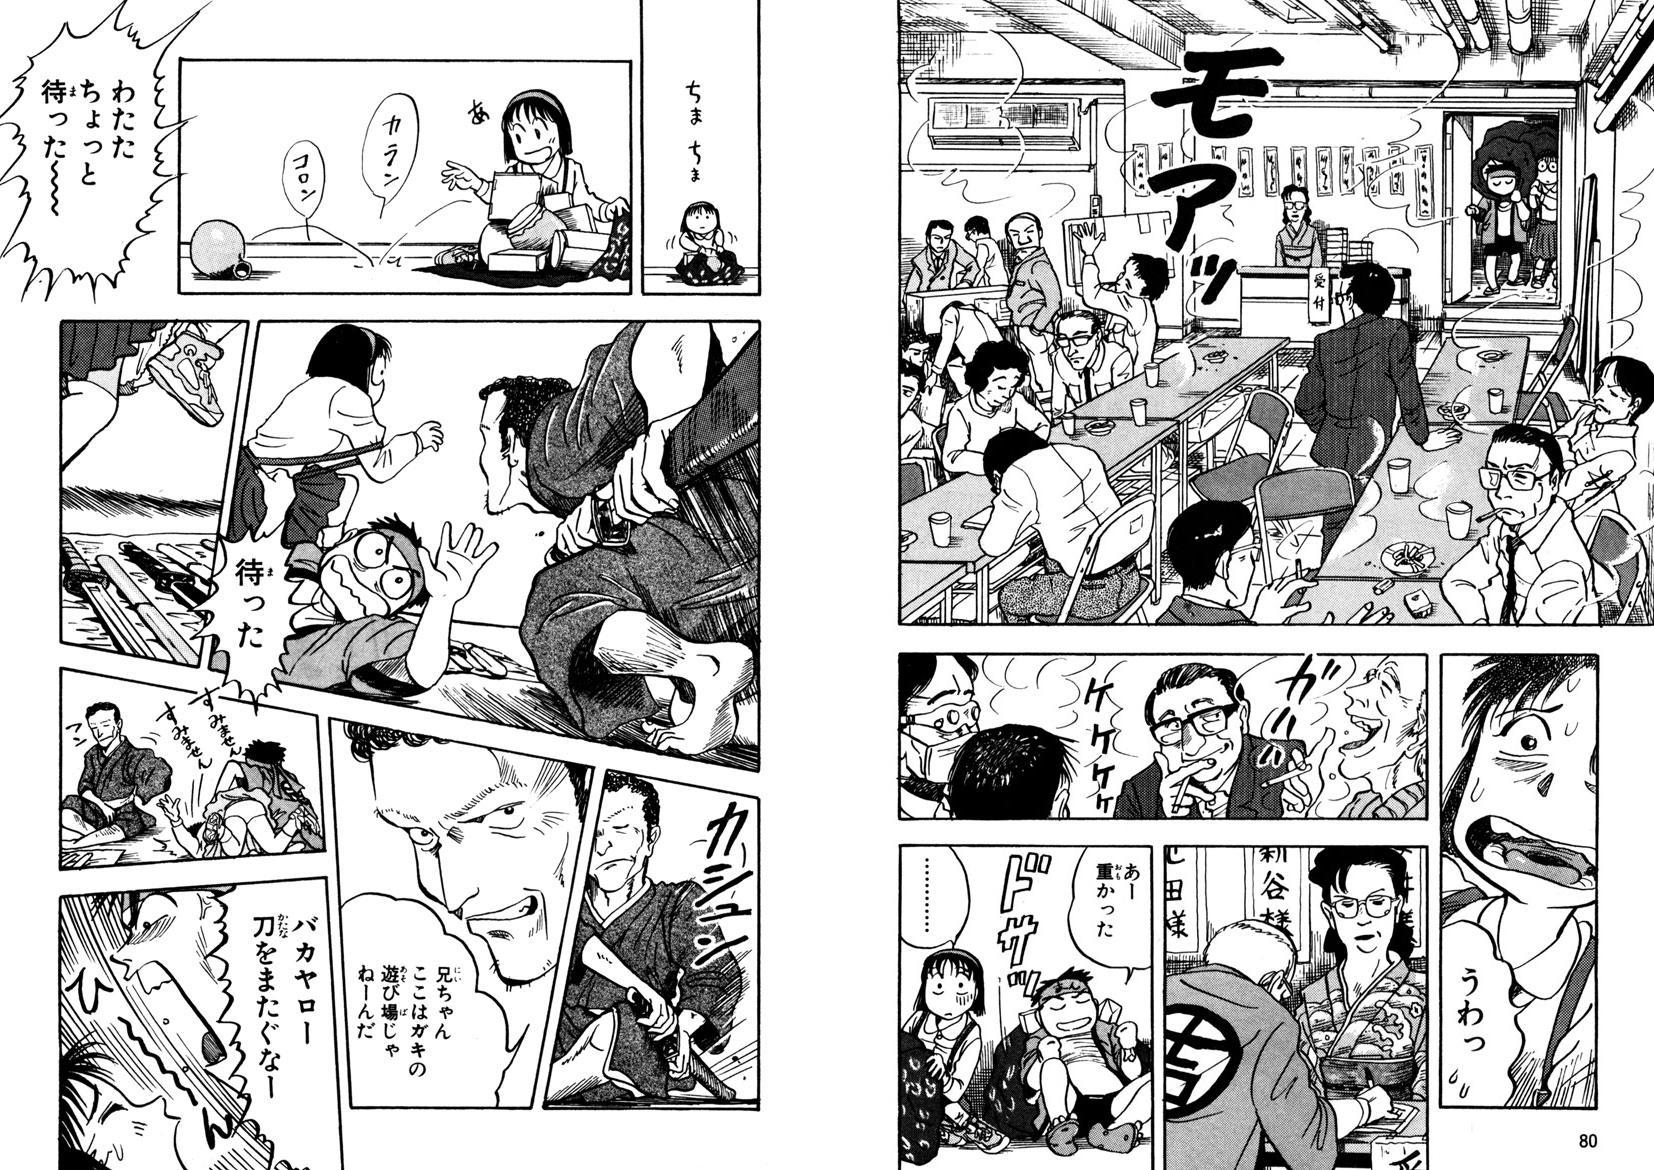 モアッ
受付
うわっ
ガハハ
ケケケケ
新谷様
田様
吉
あー
重かった
ドサッ
…………
80
ちまちま
あ
カラン
コロン
わたた
ちょっと
待った〜〜〜
待った
カーシュン
兄ちゃん
ここはガキの
遊び場じゃ
ねーんだ
すみません
すみません
フン
バカヤロー
刀をまたぐなー
ひ〜ん